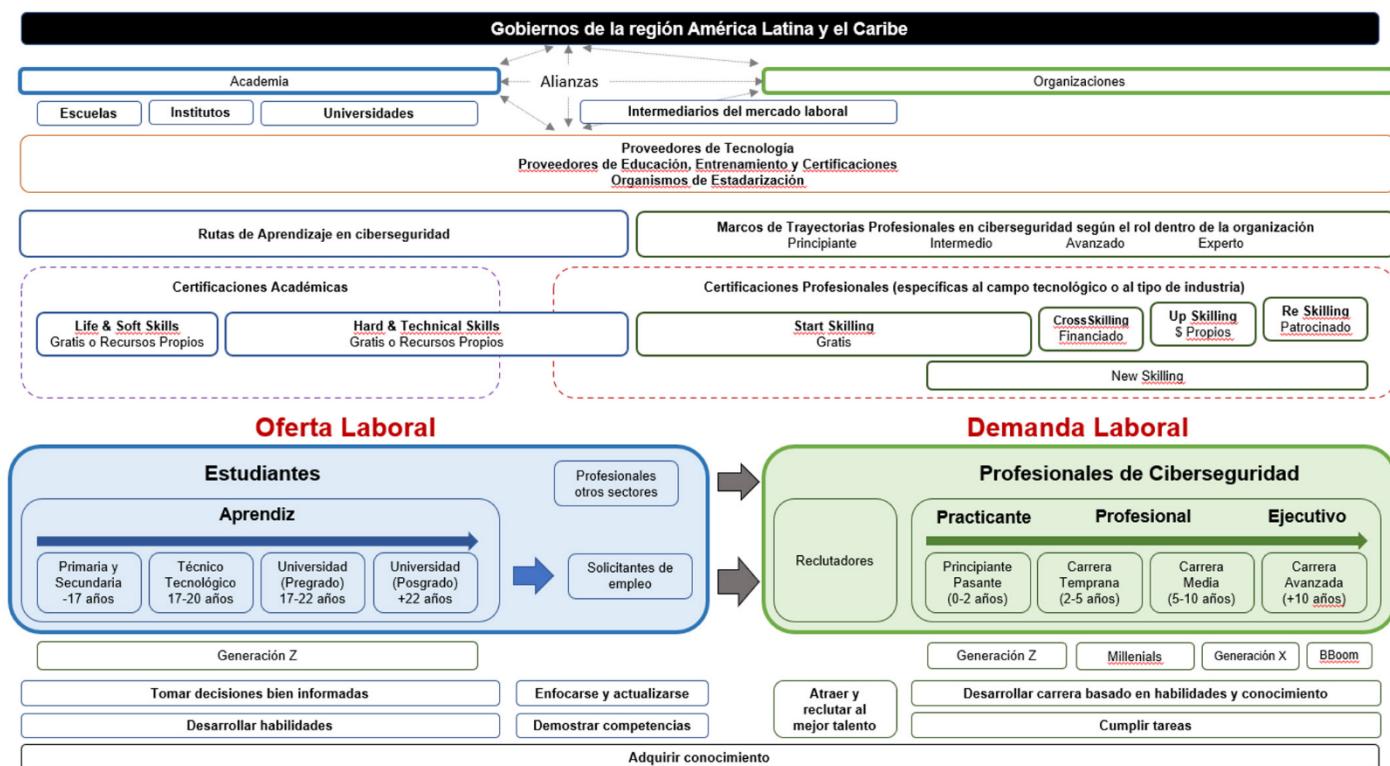 Gobiernos de la región América Latina y el Caribe
Academia
Alianzas
Organizaciones
Escuelas
Institutos
Universidades
Intermediarios del mercado laboral
Proveedores de Tecnología
Proveedores de Educación, Entrenamiento y Certificaciones
Organismos de Estadarización
Rutas de Aprendizaje en ciberseguridad
Marcos de Trayectorias Profesionales en ciberseguridad según el rol dentro de la organización
Principiante Intermedio Avanzado Experto
Certificaciones Académicas
Certificaciones Profesionales (específicas al campo tecnológico o al tipo de industria)
Life & Soft Skills
Gratis o Recursos Propios
Hard & Technical Skills
Gratis o Recursos Propios
Start Skilling
Gratis
CrossSkilling
Financiado
Up Skilling
$ Propios
Re Skilling
Patrocinado
New Skilling
Oferta Laboral
Demanda Laboral
Estudiantes
Profesionales
otros sectores
Aprendiz
Primaria y
Secundaria
-17 años
Técnico
Tecnológico
17-20 años
Universidad
(Pregrado)
17-22 años
Universidad
(Posgrado)
+22 años
Solicitantes de
empleo
Profesionales de Ciberseguridad
Reclutadores
Practicante
Profesional
Ejecutivo
Principiante
Pasante
(0-2 años)
Carrera
Temprana
(2-5 años)
Carrera
Media
(5-10 años)
Carrera
Avanzada
(+10 años)
Generación Z
Generación Z
Millenials
Generación X
BBoom
Tomar decisiones bien informadas
Enfocarse y actualizarse
Atraer y
reclutar al
mejor talento
Desarrollar carrera basado en habilidades y conocimiento
Desarrollar habilidades
Demostrar competencias
Cumplir tareas
Adquirir conocimiento